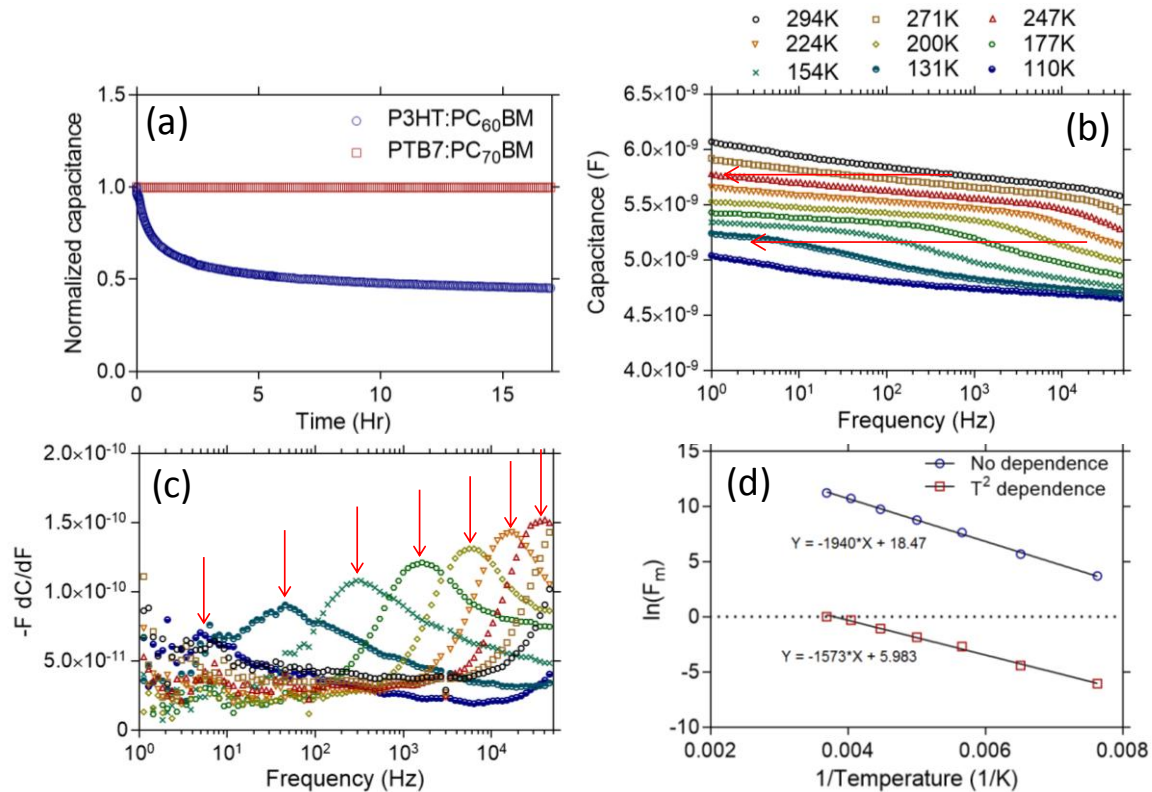 294K 271K 247K
224K 200K 177K
154K 131K 110K
(a)
P3HT:PC₆₀BM
PTB7:PC₇₀BM
1.5
1.0
0.5
0.0
Normalized capacitance
0 5 10 15
Time (Hr)
(b)
6.5×10⁻⁹
6.0×10⁻⁹
5.5×10⁻⁹
5.0×10⁻⁹
4.5×10⁻⁹
4.0×10⁻⁹
Capacitance (F)
10⁰ 10¹ 10² 10³ 10⁴
Frequency (Hz)
(c)
2.0×10⁻¹⁰
1.5×10⁻¹⁰
1.0×10⁻¹⁰
5.0×10⁻¹¹
0
-F dC/dF
10⁰ 10¹ 10² 10³ 10⁴
Frequency (Hz)
(d)
No dependence
T² dependence
Y = -1940*X + 18.47
Y = -1573*X + 5.983
15
10
5
0
-5
-10
ln(Fₘ)
0.002 0.004 0.006 0.008
1/Temperature (1/K)